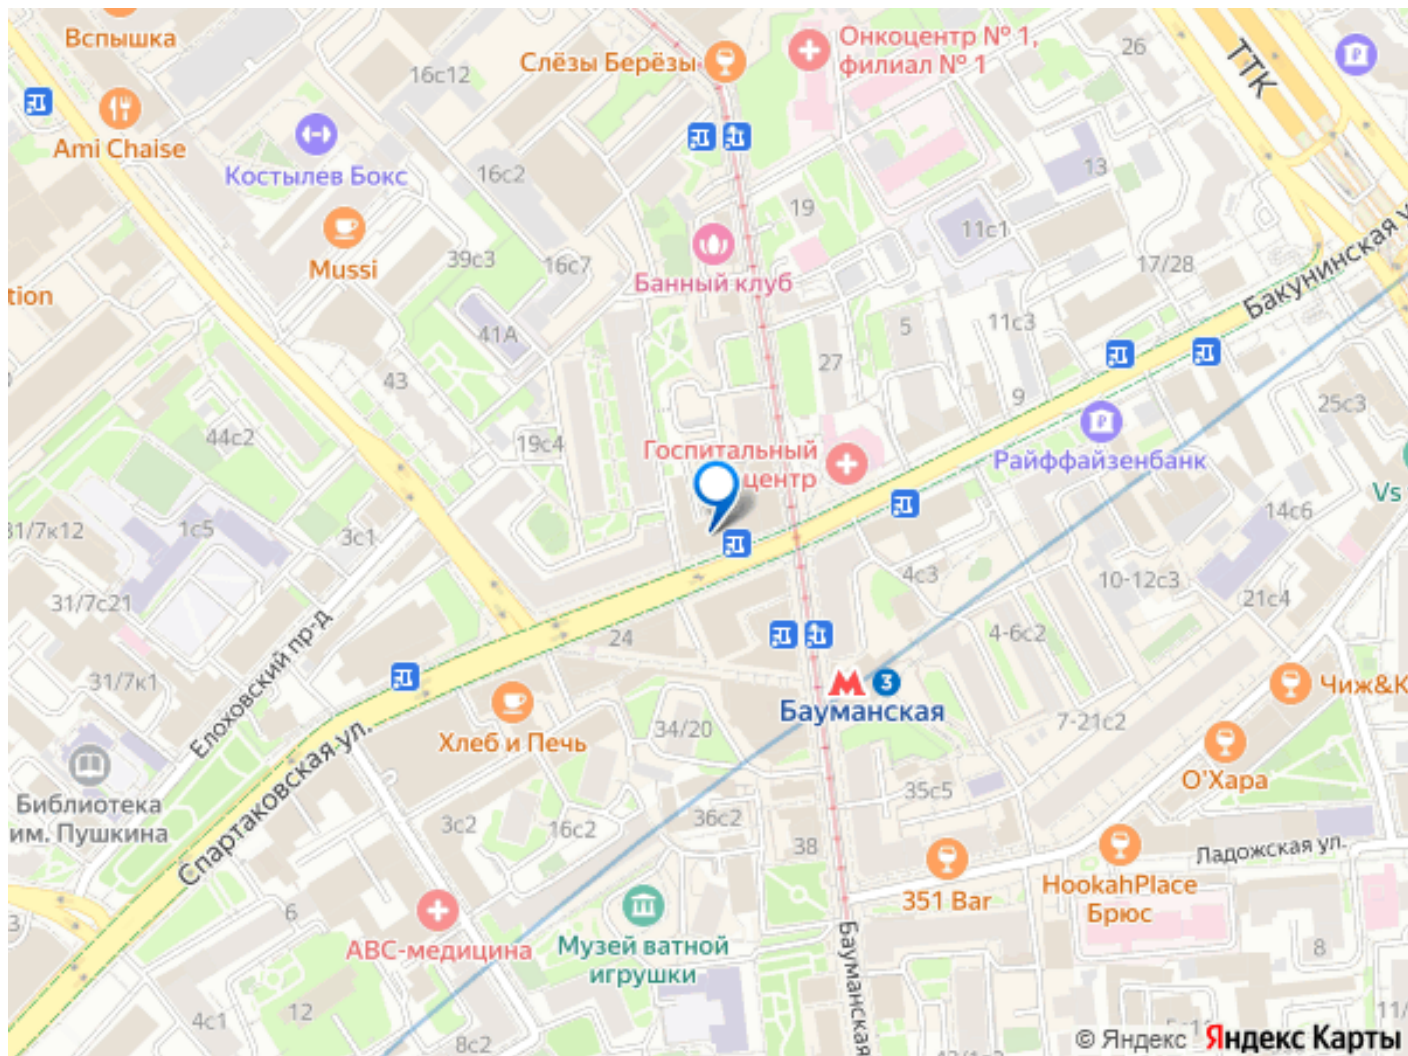 Вспышка
16с12
Слёзы Берёзы
Онкоцентр № 1,
филиал № 1
26
ТТК
Ami Chaise
Костылев Бокс
16с2
13
19
11с1
Mussi
39с3
16с7
Банный клуб
17/28
Бакунинская у
tion
41А
5
11с3
43
27
9
25с3
44с2
19с4
Госпитальный
центр
Райффайзенбанк
Vs
31/7к12
1с5
3с1
14с6
4с3
10-12с3
31/7с21
21с4
Елоховский пр-д
24
4-6с2
31/7к1
3
Бауманская
Чиж&К
Хлеб и Печь
34/20
7-21с2
О'Хара
Библиотека
им. Пушкина
Спартаковская ул.
3с2
16с2
36с2
35с5
38
Ладожская ул.
351 Bar
HookahPlace
Брюс
6
3
АВС-медицина
Музей ватной
игрушки
Бауманская
8
12
4с1
8с2
11/
© Яндекс Яндекс Карты